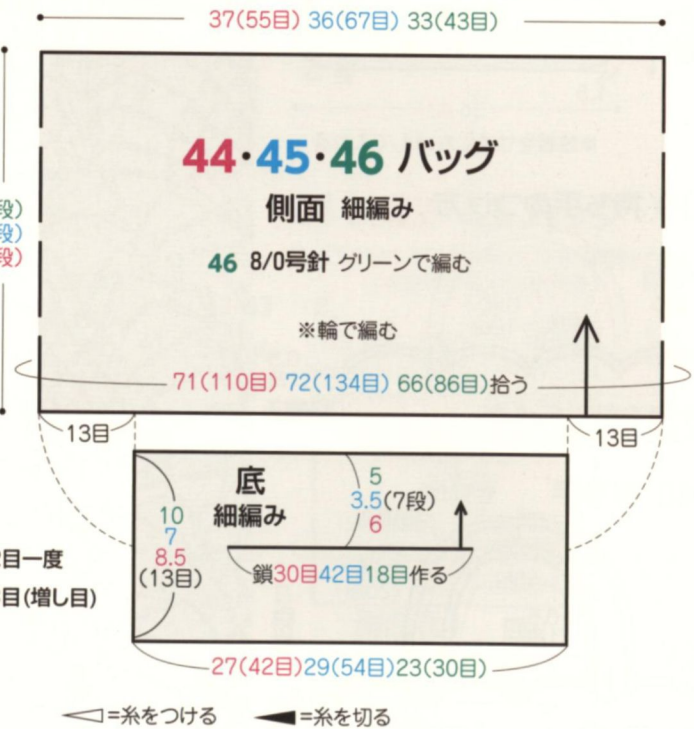 37(55目) 36(67目) 33(43目)
44・45・46 バッグ
側面 細編み
46 8/0号針 グリーンで編む
※輪で編む
段)
段)
段)
71(110目) 72(134目) 66(86目)拾う
13目
13目
底
細編み
10
7
8.5
(13目)
5
3.5(7段)
6
鎖30目42目18目作る
目一度
目(増し目)
27(42目)29(54目)23(30目)
=糸をつける =糸を切る